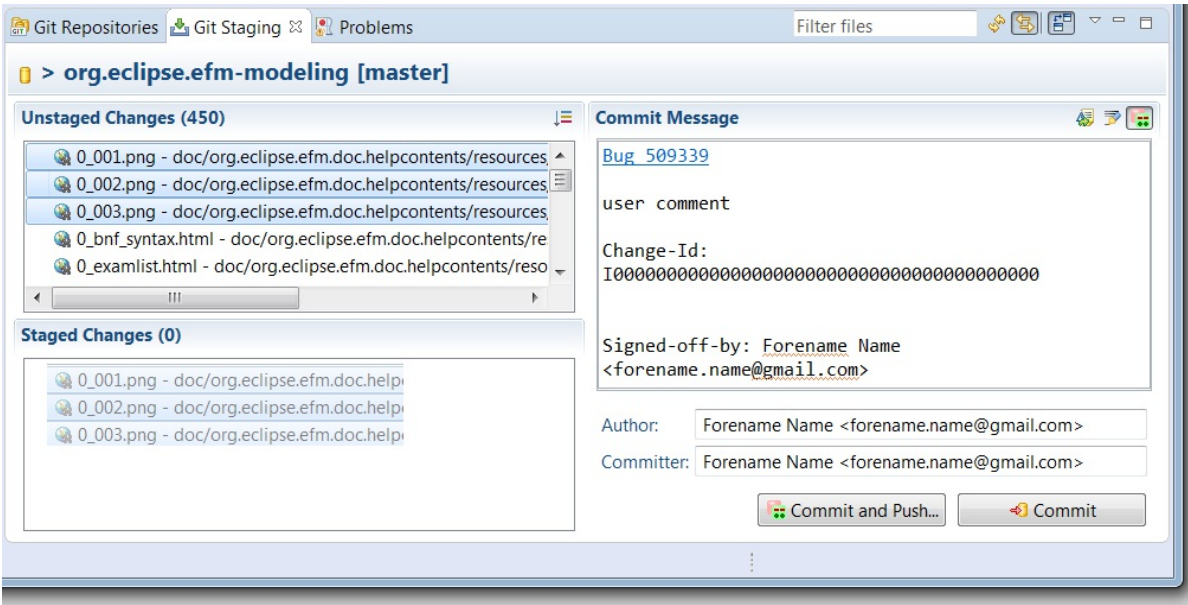 Git Repositories Git Staging Problems Filter files
> org.eclipse.efm-modeling [master]
Unstaged Changes (450)
0_001.png - doc/org.eclipse.efm.doc.helpcontents/resources
0_002.png - doc/org.eclipse.efm.doc.helpcontents/resources
0_003.png - doc/org.eclipse.efm.doc.helpcontents/resources
0_bnf_syntax.html - doc/org.eclipse.efm.doc.helpcontents/re
0_examlist.html - doc/org.eclipse.efm.doc.helpcontents/reso
Staged Changes (0)
0_001.png - doc/org.eclipse.efm.doc.help
0_002.png - doc/org.eclipse.efm.doc.help
0_003.png - doc/org.eclipse.efm.doc.help
Commit Message
Bug 509339
user comment
Change-Id:
I0000000000000000000000000000000000000000
Signed-off-by: Forename Name
<forename.name@gmail.com>
Author: Forename Name <forename.name@gmail.com>
Committer: Forename Name <forename.name@gmail.com>
Commit and Push... Commit